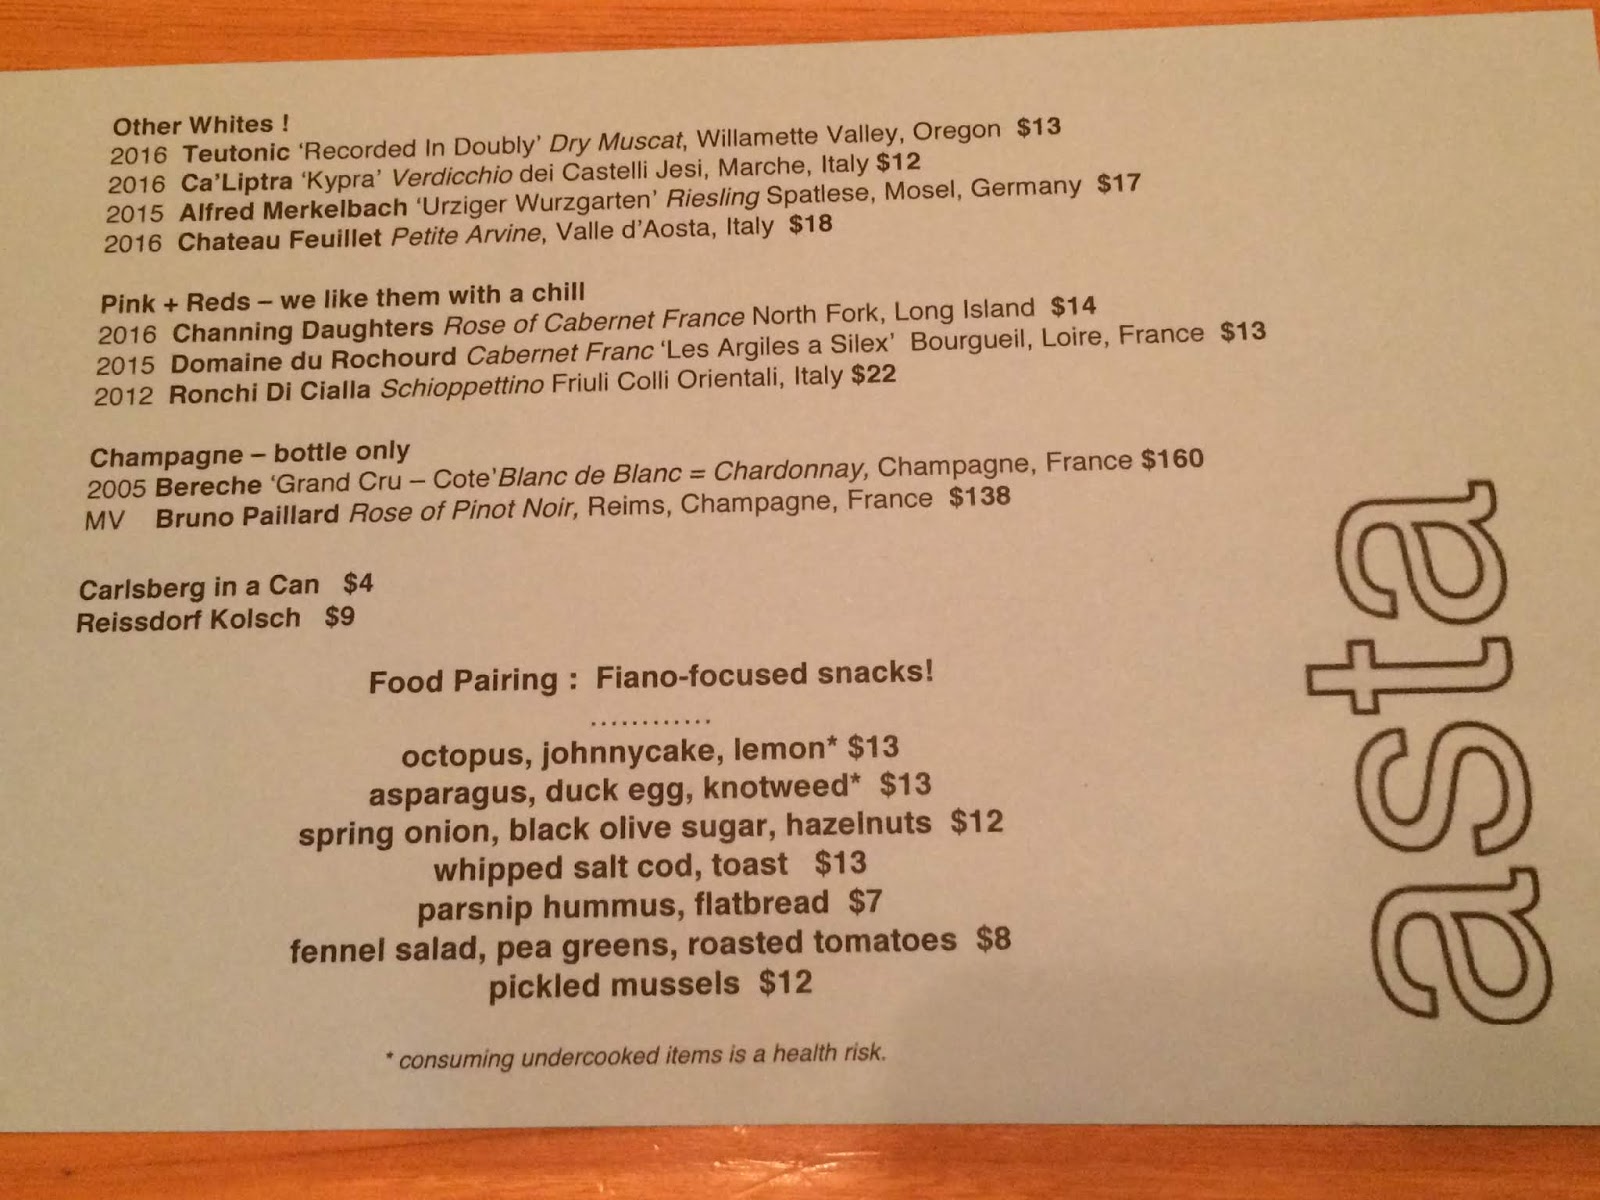 Other Whites !
2016 Teutonic ‘Recorded In Doubly’ Dry Muscat, Willamette Valley, Oregon $13
2016 Ca’Liptra ‘Kypra’ Verdicchio dei Castelli Jesi, Marche, Italy $12
2015 Alfred Merkelbach ‘Urziger Wurzgarten’ Riesling Spatlese, Mosel, Germany $17
2016 Chateau Feuillet Petite Arvine, Valle d’Aosta, Italy $18
Pink + Reds – we like them with a chill
2016 Channing Daughters Rose of Cabernet France North Fork, Long Island $14
2015 Domaine du Rochourd Cabernet Franc ‘Les Argiles a Silex’ Bourgueil, Loire, France $13
2012 Ronchi Di Cialla Schioppettino Friuli Colli Orientali, Italy $22
Champagne – bottle only
2005 Bereche ‘Grand Cru – Cote’Blanc de Blanc = Chardonnay, Champagne, France $160
MV Bruno Paillard Rose of Pinot Noir, Reims, Champagne, France $138
Carlsberg in a Can $4
Reissdorf Kolsch $9
Food Pairing : Fiano-focused snacks!
............
octopus, johnnycake, lemon* $13
asparagus, duck egg, knotweed* $13
spring onion, black olive sugar, hazelnuts $12
whipped salt cod, toast $13
parsnip hummus, flatbread $7
fennel salad, pea greens, roasted tomatoes $8
pickled mussels $12
* consuming undercooked items is a health risk.
asta